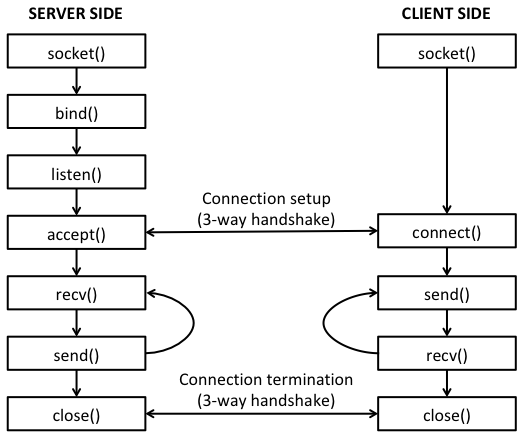 SERVER SIDE
CLIENT SIDE
socket()
socket()
bind()
listen()
Connection setup
(3-way handshake)
accept()
connect()
recv()
send()
send()
recv()
Connection termination
(3-way handshake)
close()
close()